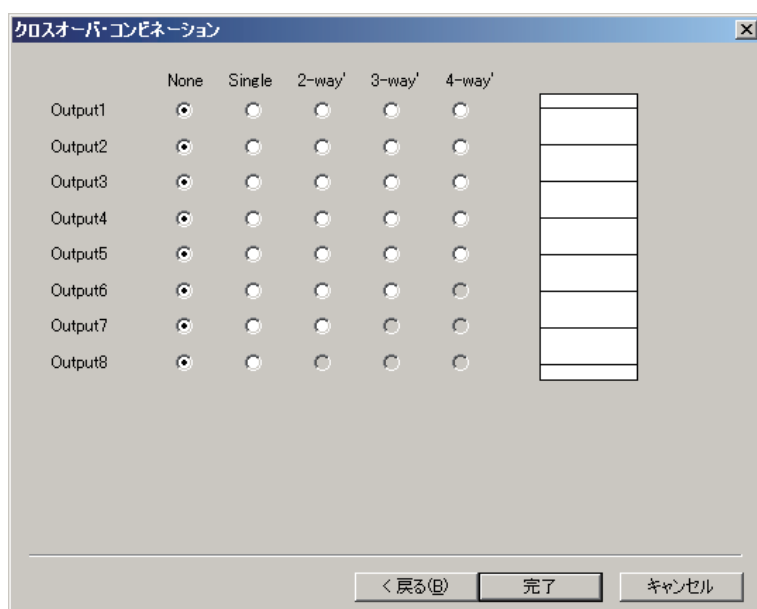 クロスオーバ・コンビネーション
None Single 2-way' 3-way' 4-way'
Output1
Output2
Output3
Output4
Output5
Output6
Output7
Output8
< 戻る(B) 完了 キャンセル